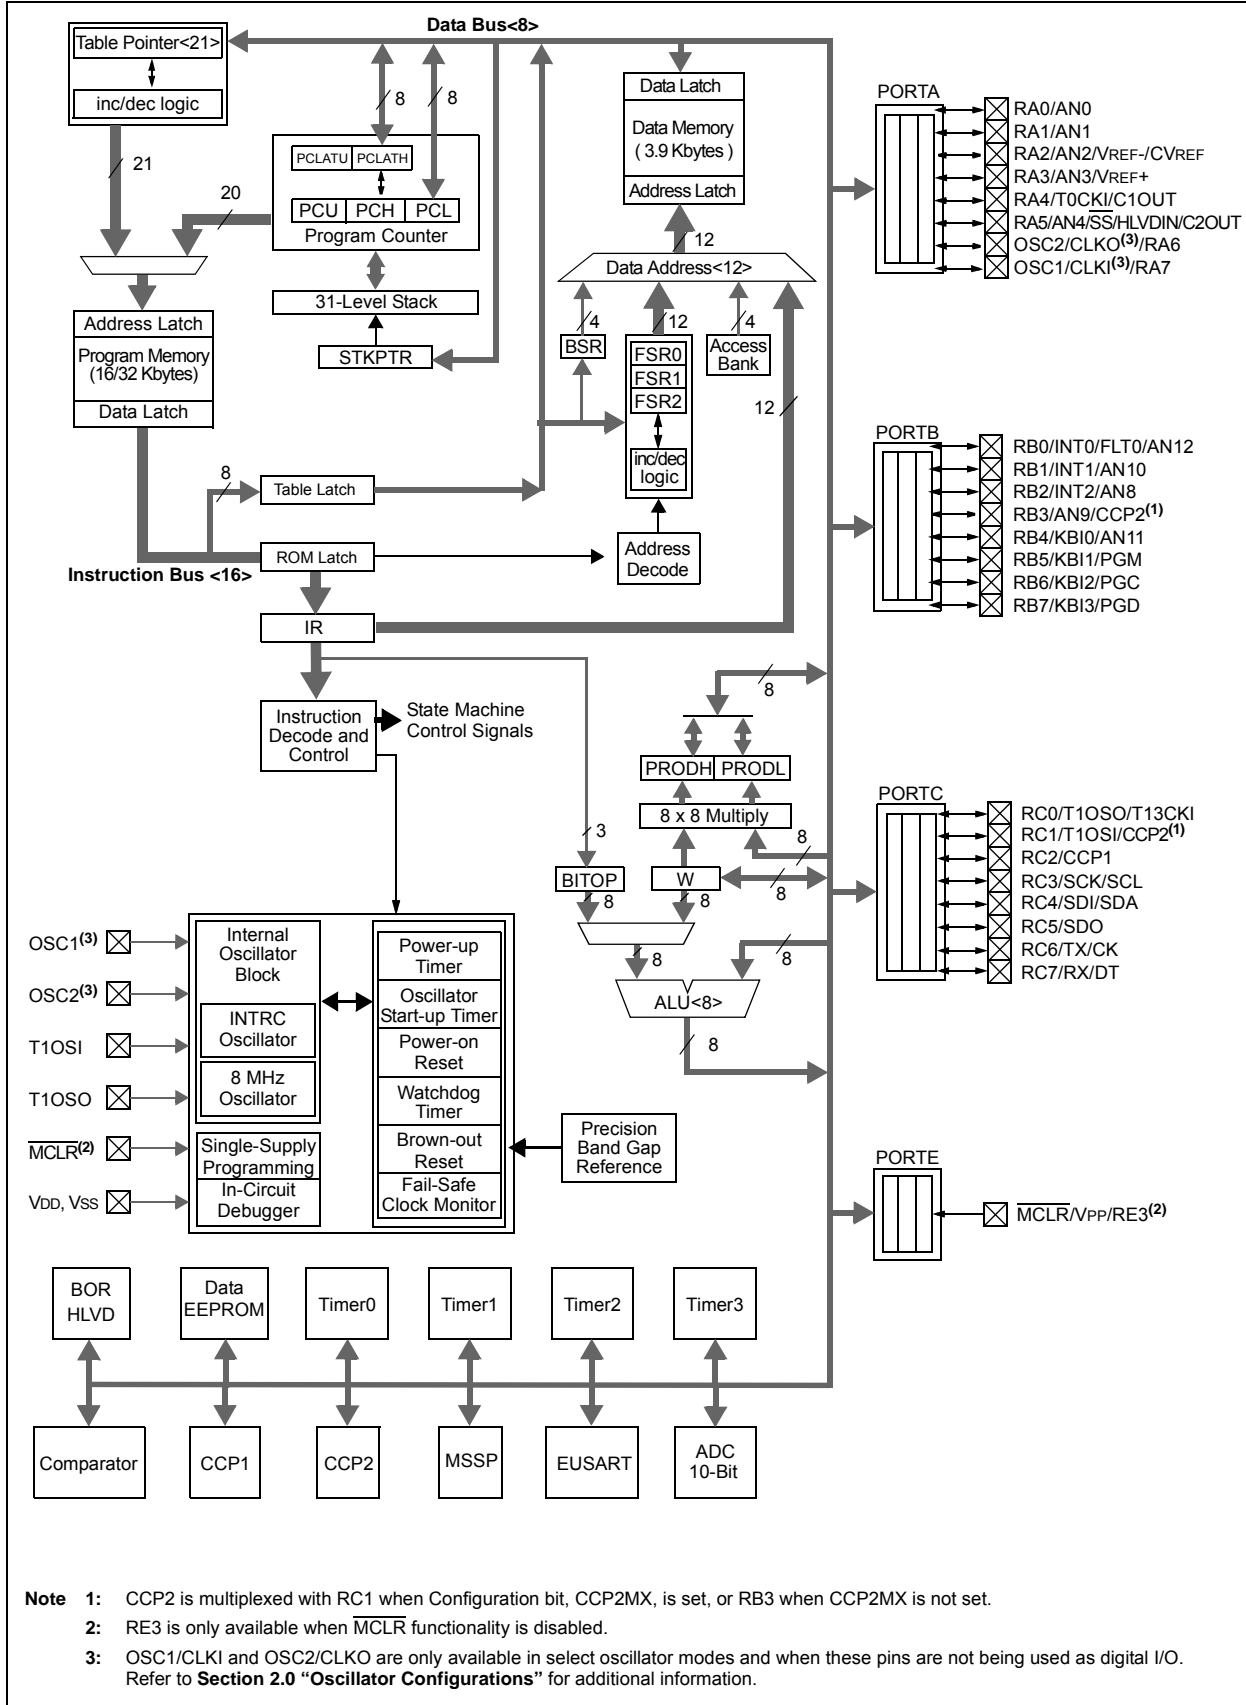 Data Bus<8>
Table Pointer<21>
inc/dec logic
21
20
8
8
PCLATU PCLATH
PCU PCH PCL
Program Counter
31-Level Stack
STKPTR
Address Latch
Program Memory
(16/32 Kbytes)
Data Latch
Data Latch
Data Memory
( 3.9 Kbytes )
Address Latch
12
Data Address<12>
4
12
4
BSR
FSR0
FSR1
FSR2
inc/dec
logic
Access
Bank
12
8
Table Latch
ROM Latch
Instruction Bus <16>
Address
Decode
IR
Instruction
Decode and
Control
State Machine
Control Signals
8
PRODH PRODL
8 x 8 Multiply
3
8
BITOP
W
8
8
8
8
8
ALU<8>
8
OSC1(3)
OSC2(3)
T1OSI
T1OSO
MCLR(2)
VDD, VSS
Internal
Oscillator
Block
INTRC
Oscillator
8 MHz
Oscillator
Single-Supply
Programming
In-Circuit
Debugger
Power-up
Timer
Oscillator
Start-up Timer
Power-on
Reset
Watchdog
Timer
Brown-out
Reset
Fail-Safe
Clock Monitor
Precision
Band Gap
Reference
PORTA
RA0/AN0
RA1/AN1
RA2/AN2/VREF-/CVREF
RA3/AN3/VREF+
RA4/T0CKI/C1OUT
RA5/AN4/SS/HLVDIN/C2OUT
OSC2/CLKO(3)/RA6
OSC1/CLKI(3)/RA7
PORTB
RB0/INT0/FLT0/AN12
RB1/INT1/AN10
RB2/INT2/AN8
RB3/AN9/CCP2(1)
RB4/KBI0/AN11
RB5/KBI1/PGM
RB6/KBI2/PGC
RB7/KBI3/PGD
PORTC
RC0/T1OSO/T13CKI
RC1/T1OSI/CCP2(1)
RC2/CCP1
RC3/SCK/SCL
RC4/SDI/SDA
RC5/SDO
RC6/TX/CK
RC7/RX/DT
PORTE
MCLR/VPP/RE3(2)
BOR
HLVD
Data
EEPROM
Timer0
Timer1
Timer2
Timer3
Comparator
CCP1
CCP2
MSSP
EUSART
ADC
10-Bit
Note 1: CCP2 is multiplexed with RC1 when Configuration bit, CCP2MX, is set, or RB3 when CCP2MX is not set.
2: RE3 is only available when MCLR functionality is disabled.
3: OSC1/CLKI and OSC2/CLKO are only available in select oscillator modes and when these pins are not being used as digital I/O.
Refer to Section 2.0 “Oscillator Configurations” for additional information.